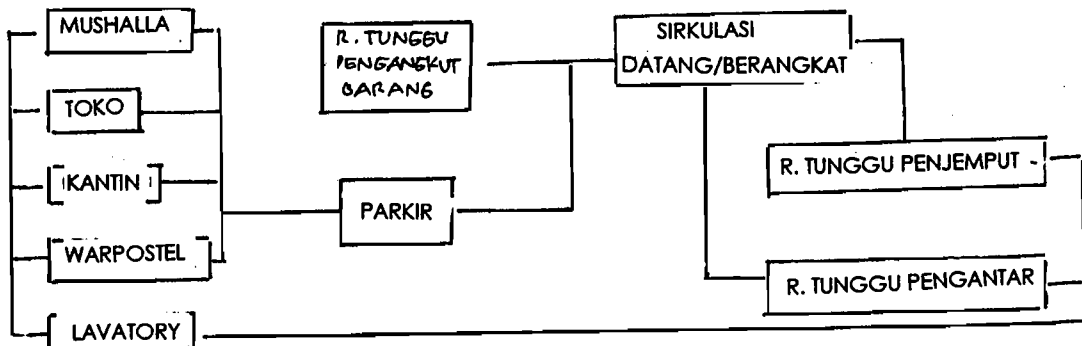 MUSHALLA
TOKO
KANTIN
WARPOSTEL
LAVATORY
R. TUNGGU
PENGANGKUT
BARANG
PARKIR
SIRKULASI
DATANG/BERANGKAT
R. TUNGGU PENJEMPUT
R. TUNGGU PENGANTAR